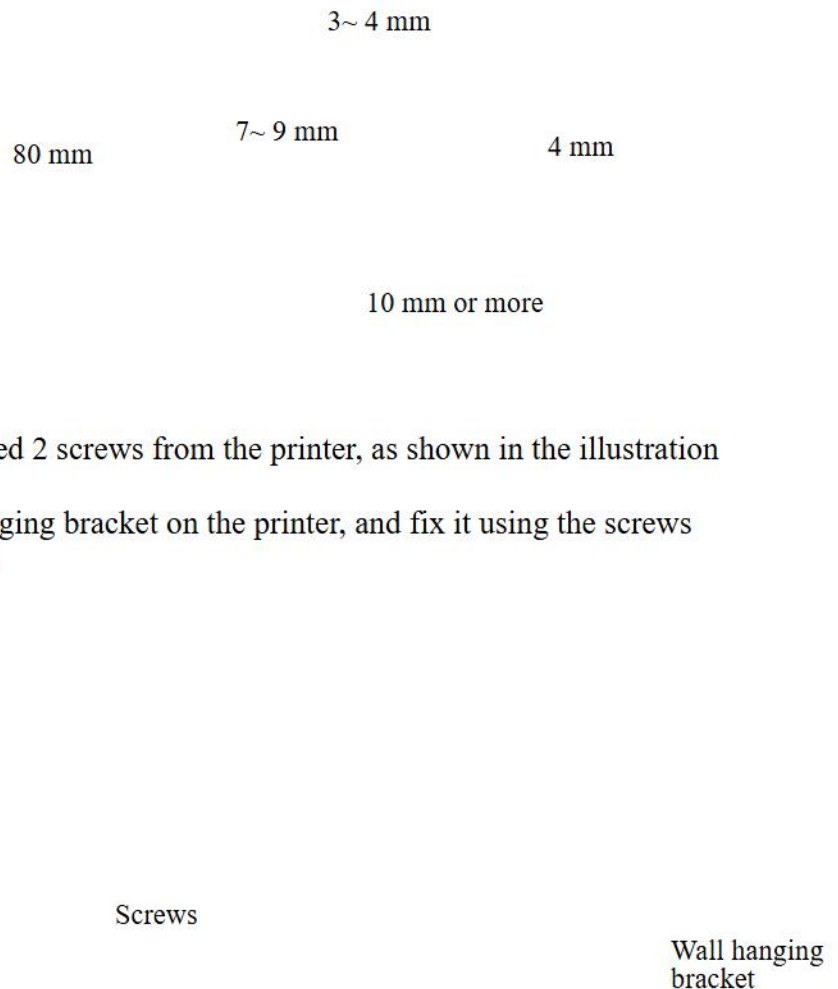 3~ 4 mm
7~ 9 mm
4 mm
80 mm
10 mm or more
ed 2 screws from the printer, as shown in the illustration
ging bracket on the printer, and fix it using the screws
Screws
Wall hanging
bracket